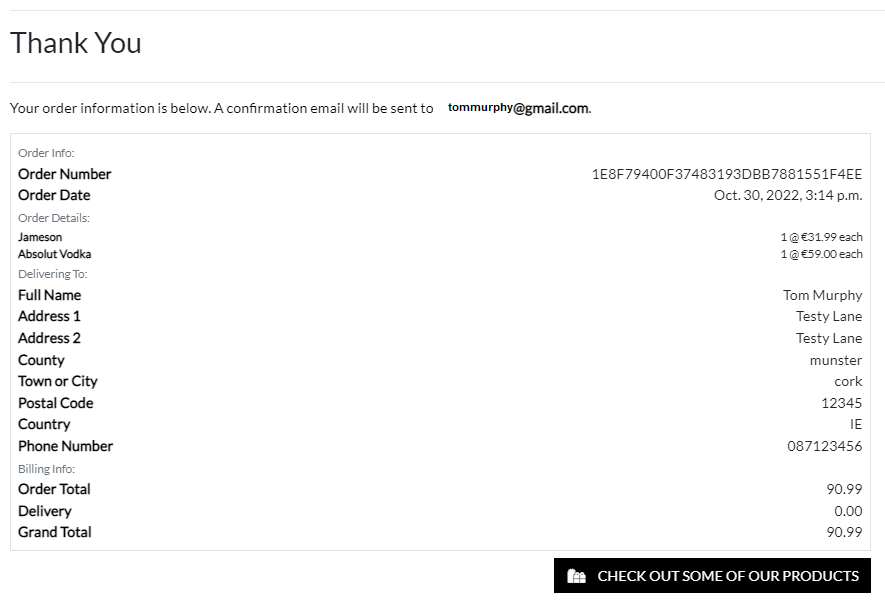 Thank You
Your order information is below. A confirmation email will be sent to tommurphy@gmail.com.
Order Info:
Order Number 1E8F79400F37483193DBB7881551F4EE
Order Date Oct. 30, 2022, 3:14 p.m.
Order Details:
Jameson 1 @ €31.99 each
Absolut Vodka 1 @ €59.00 each
Delivering To:
Full Name Tom Murphy
Address 1 Testy Lane
Address 2 Testy Lane
County munster
Town or City cork
Postal Code 12345
Country IE
Phone Number 087123456
Billing Info:
Order Total 90.99
Delivery 0.00
Grand Total 90.99
CHECK OUT SOME OF OUR PRODUCTS